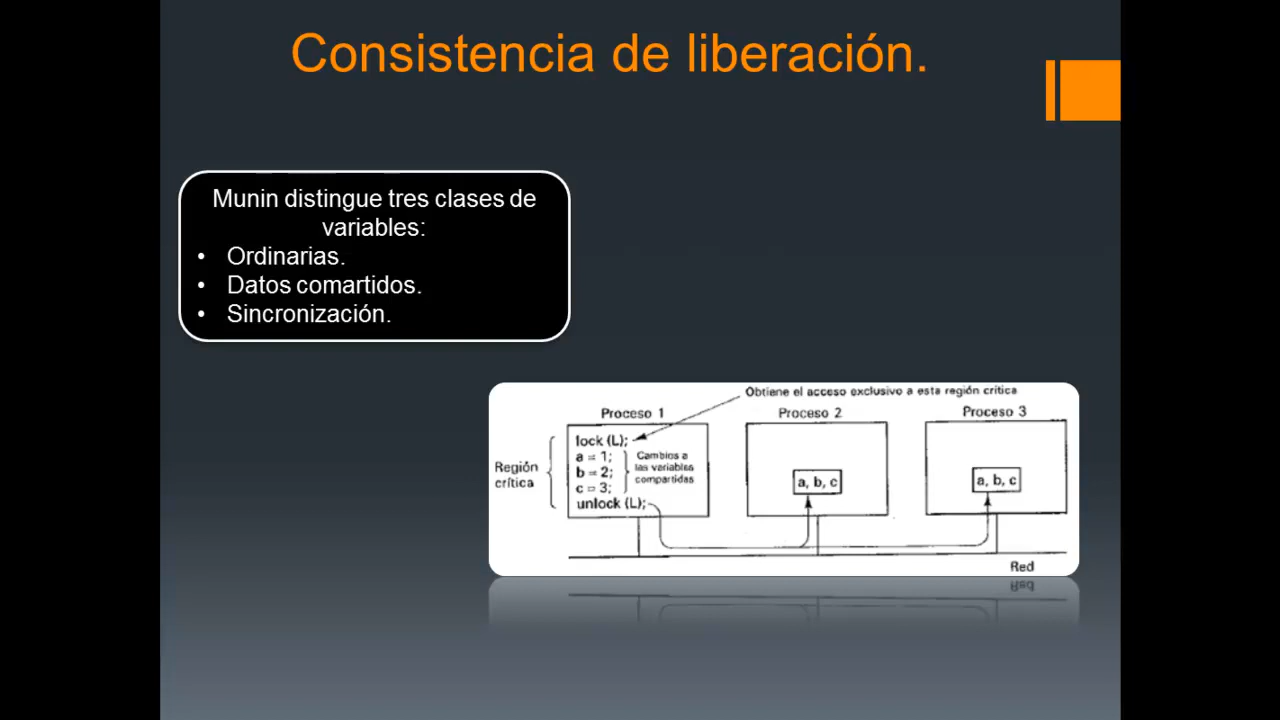 Consistencia de liberación.
Munin distingue tres clases de
variables:
• Ordinarias.
• Datos comartidos.
• Sincronización.
Obtiene el acceso exclusivo a esta región crítica
Proceso 1
Proceso 2
Proceso 3
Región
crítica
lock (L);
a = 1;
b = 2;
c = 3;
unlock (L);
Cambios a
las variables
compartidas
a, b, c
a, b, c
Red